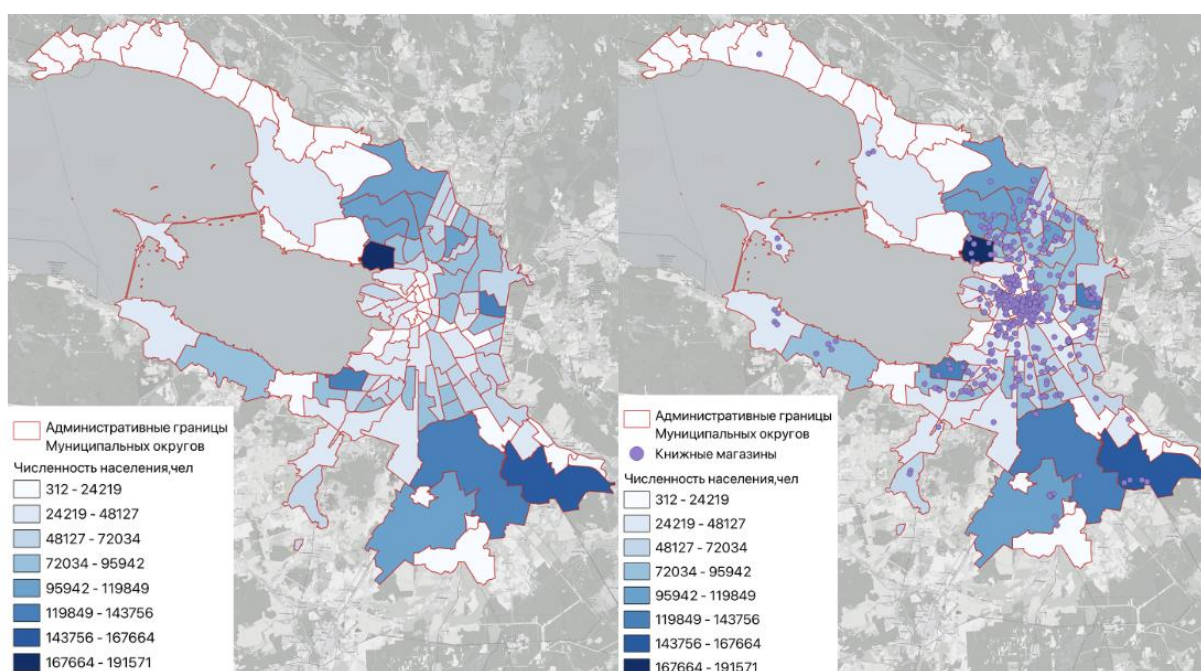 Административные границы
Муниципальных округов
Численность населения,чел
312 - 24219
24219 - 48127
48127 - 72034
72034 - 95942
95942 - 119849
119849 - 143756
143756 - 167664
167664 - 191571
Административные границы
Муниципальных округов
Книжные магазины
Численность населения,чел
312 - 24219
24219 - 48127
48127 - 72034
72034 - 95942
95942 - 119849
119849 - 143756
143756 - 167664
167664 - 191571